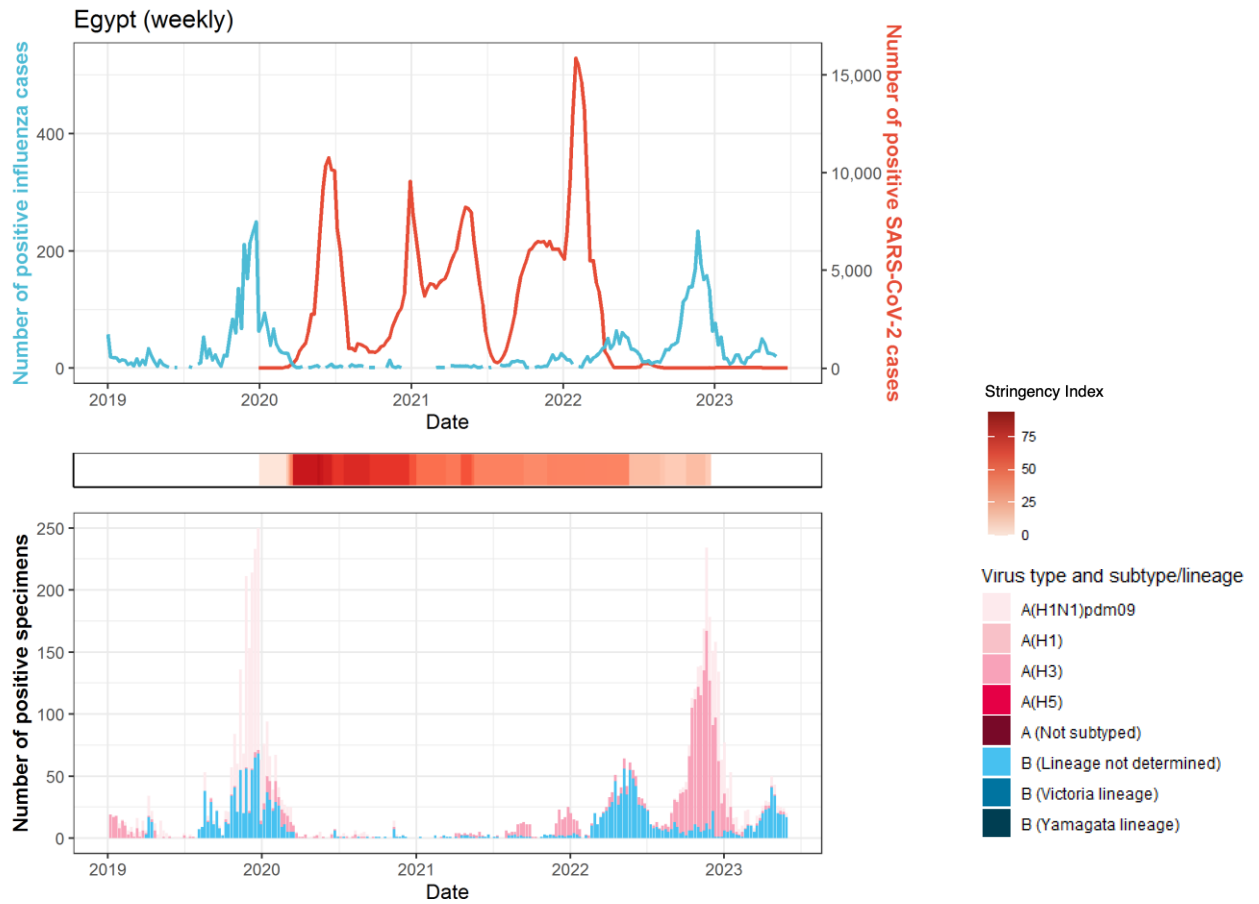 Egypt (weekly)
Number of positive influenza cases
400
200
0
15,000
10,000
5,000
0
Number of positive SARS-CoV-2 cases
2019 2020 2021 2022 2023
Date
Number of positive specimens
250
200
150
100
50
0
2019 2020 2021 2022 2023
Date
Stringency Index
75
50
25
0
Virus type and subtype/lineage
A(H1N1)pdm09
A(H1)
A(H3)
A(H5)
A (Not subtyped)
B (Lineage not determined)
B (Victoria lineage)
B (Yamagata lineage)